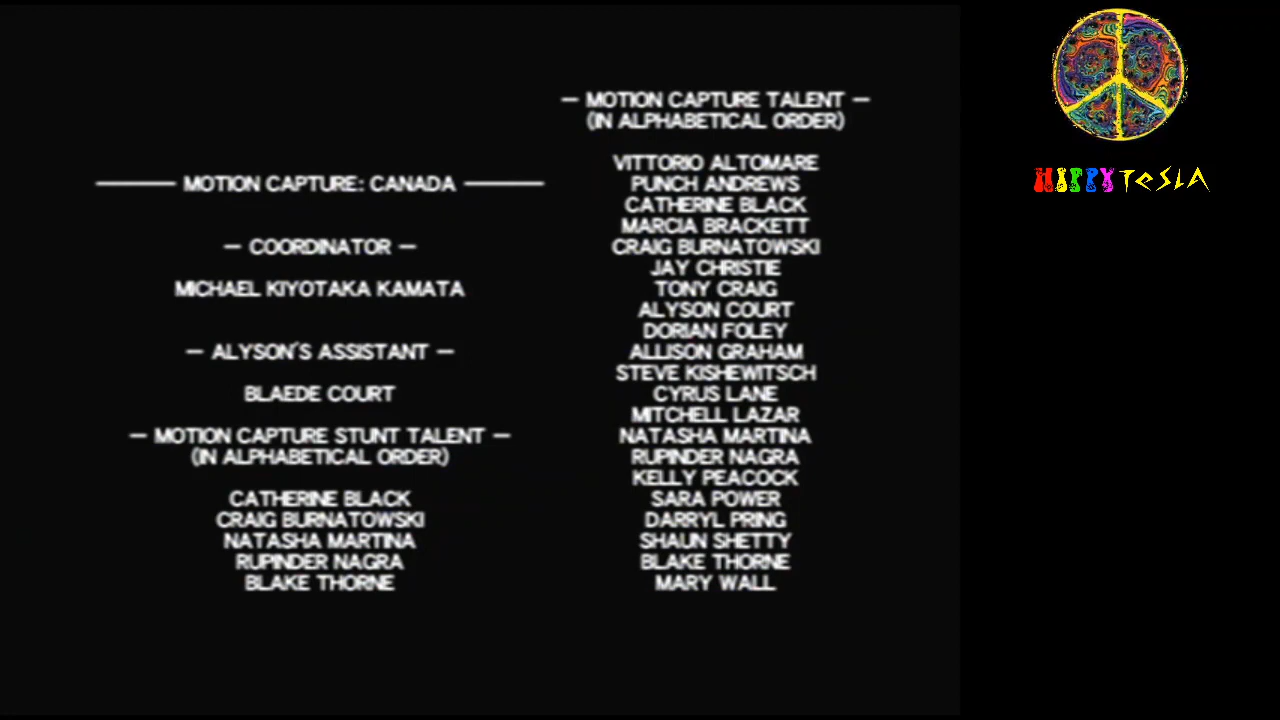 MOTION CAPTURE: CANADA
— COORDINATOR —
MICHAEL KIYOTAKA KAMATA
— ALYSON'S ASSISTANT —
BLAEDE COURT
— MOTION CAPTURE STUNT TALENT —
(IN ALPHABETICAL ORDER)
CATHERINE BLACK
CRAIG BURNATOWSKI
NATASHA MARTINA
RUPINDER NAGRA
BLAKE THORNE
— MOTION CAPTURE TALENT —
(IN ALPHABETICAL ORDER)
VITTORIO ALTOMARE
PUNCH ANDREWS
CATHERINE BLACK
MARCIA BRACKETT
CRAIG BURNATOWSKI
JAY CHRISTIE
TONY CRAIG
ALYSON COURT
DORIAN FOLEY
ALLISON GRAHAM
STEVE KISHEWITSCH
CYRUS LANE
MITCHELL LAZAR
NATASHA MARTINA
RUPINDER NAGRA
KELLY PEACOCK
SARA POWER
DARRYL PRING
SHAUN SHETTY
BLAKE THORNE
MARY WALL
HIPPYTESLA